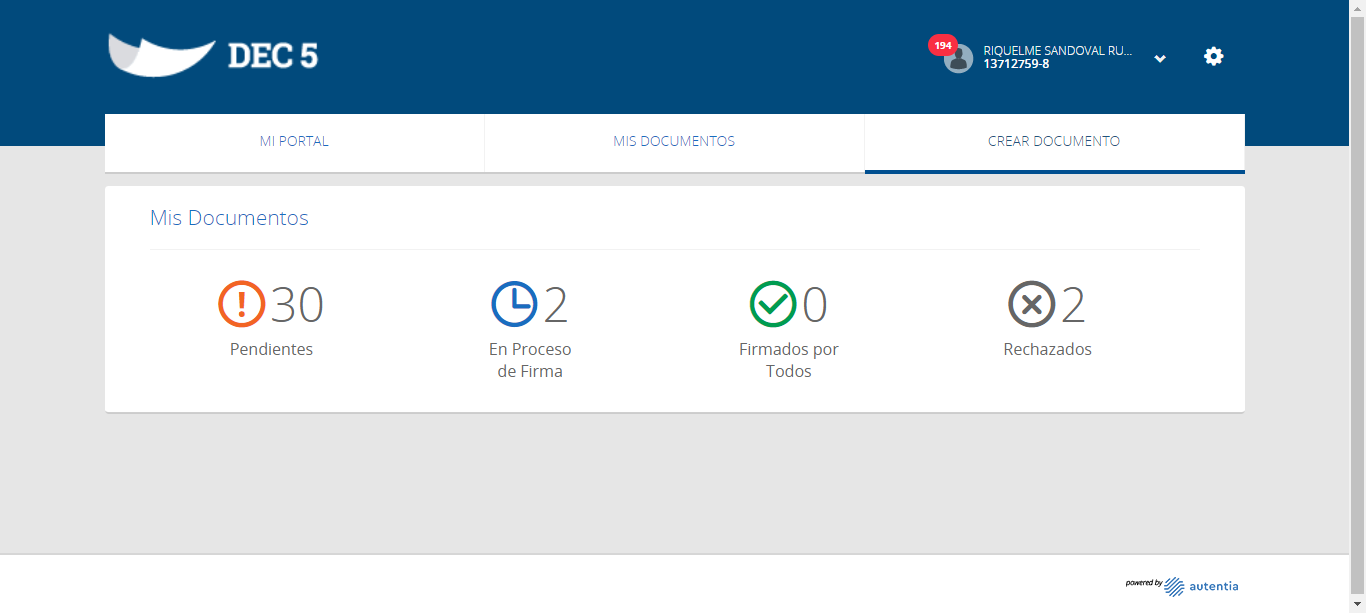 DEC 5
194
RIQUELME SANDOVAL RU...
13712759-8
MI PORTAL
MIS DOCUMENTOS
CREAR DOCUMENTO
Mis Documentos
30
Pendientes
2
En Proceso
de Firma
0
Firmados por
Todos
2
Rechazados
powered by autentia